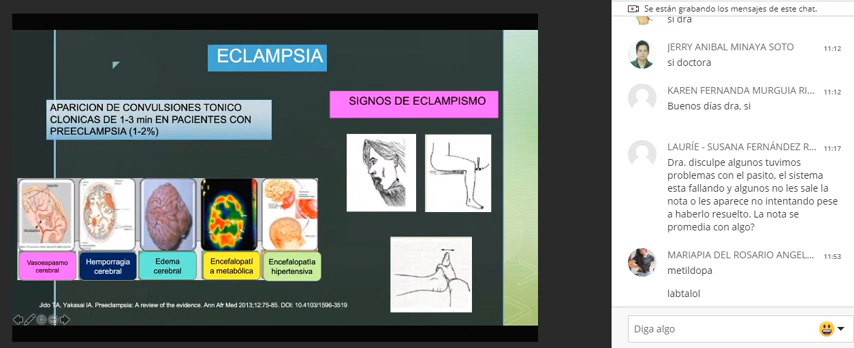 ECLAMPSIA
APARICION DE CONVULSIONES TONICO
CLONICAS DE 1-3 min EN PACIENTES CON
PREECLAMPSIA (1-2%)
SIGNOS DE ECLAMPISMO
Vasoespasmo
cerebral
Hemporragia
cerebral
Edema
cerebral
Encefalopatí
a metabólica
Encefalopatía
hipertensiva
Jido TA, Yakasai IA. Preeclampsia: A review of the evidence. Ann Afr Med 2013;12:75-85. DOI: 10.4103/1596-3519
Se están grabando los mensajes de este chat.
si dra
JERRY ANIBAL MINAYA SOTO 11:12
si doctora
KAREN FERNANDA MURGUIA RI... 11:12
Buenos días dra, si
LAURÍE - SUSANA FERNÁNDEZ R... 11:17
Dra. disculpe algunos tuvimos
problemas con el pasito, el sistema
esta fallando y algunos no les sale la
nota o les aparece no intentando pese
a haberlo resuelto. La nota se
promedia con algo?
MARIAPIA DEL ROSARIO ANGEL... 11:53
metildopa
labtalol
Diga algo